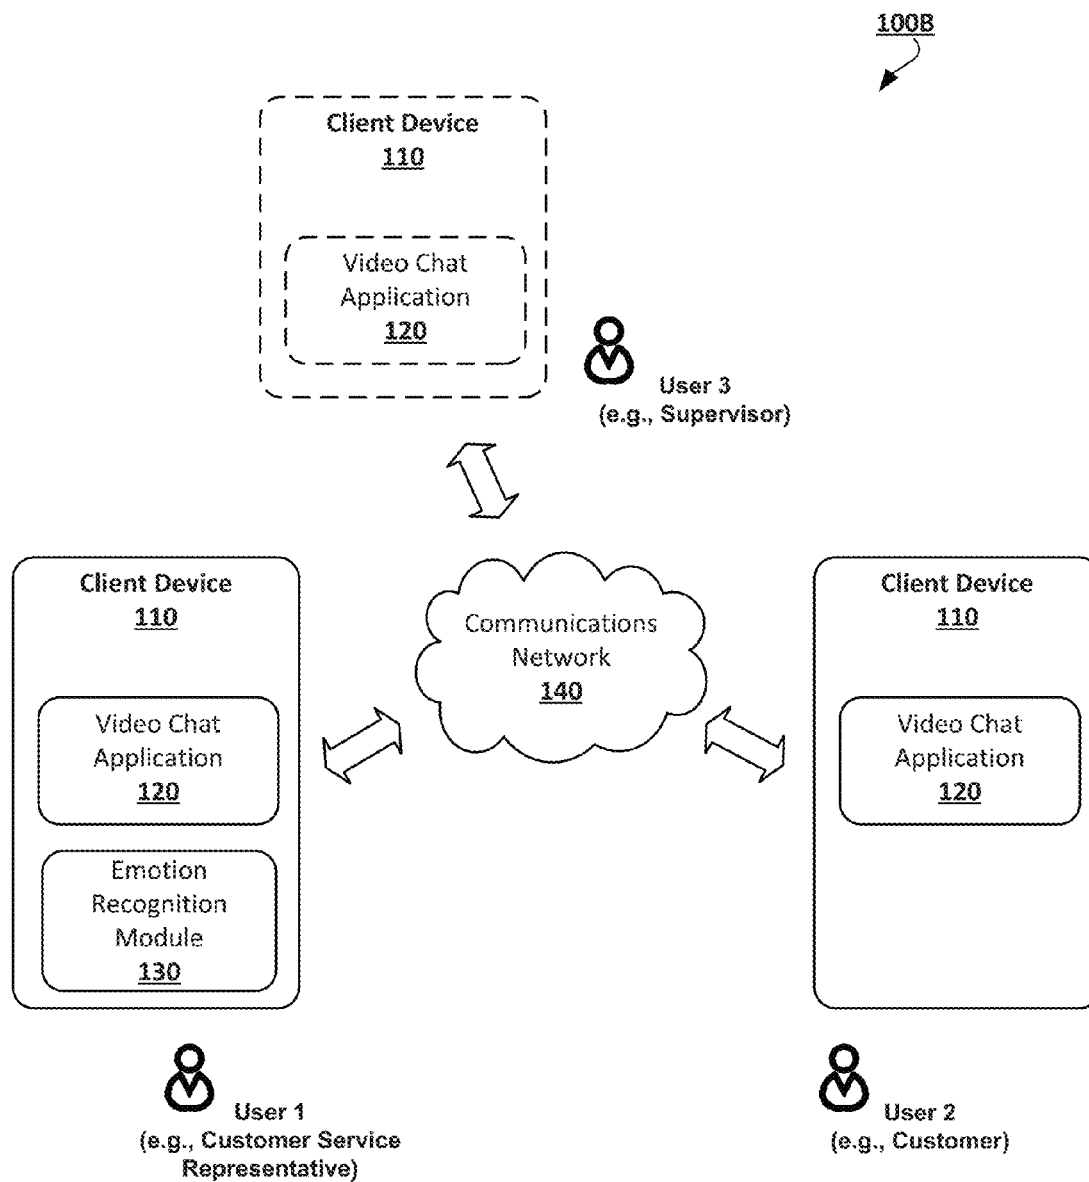 100B
Client Device
110
Video Chat
Application
120
User 3
(e.g., Supervisor)
Client Device
110
Video Chat
Application
120
Emotion
Recognition
Module
130
Communications
Network
140
Client Device
110
Video Chat
Application
120
User 1
(e.g., Customer Service
Representative)
User 2
(e.g., Customer)